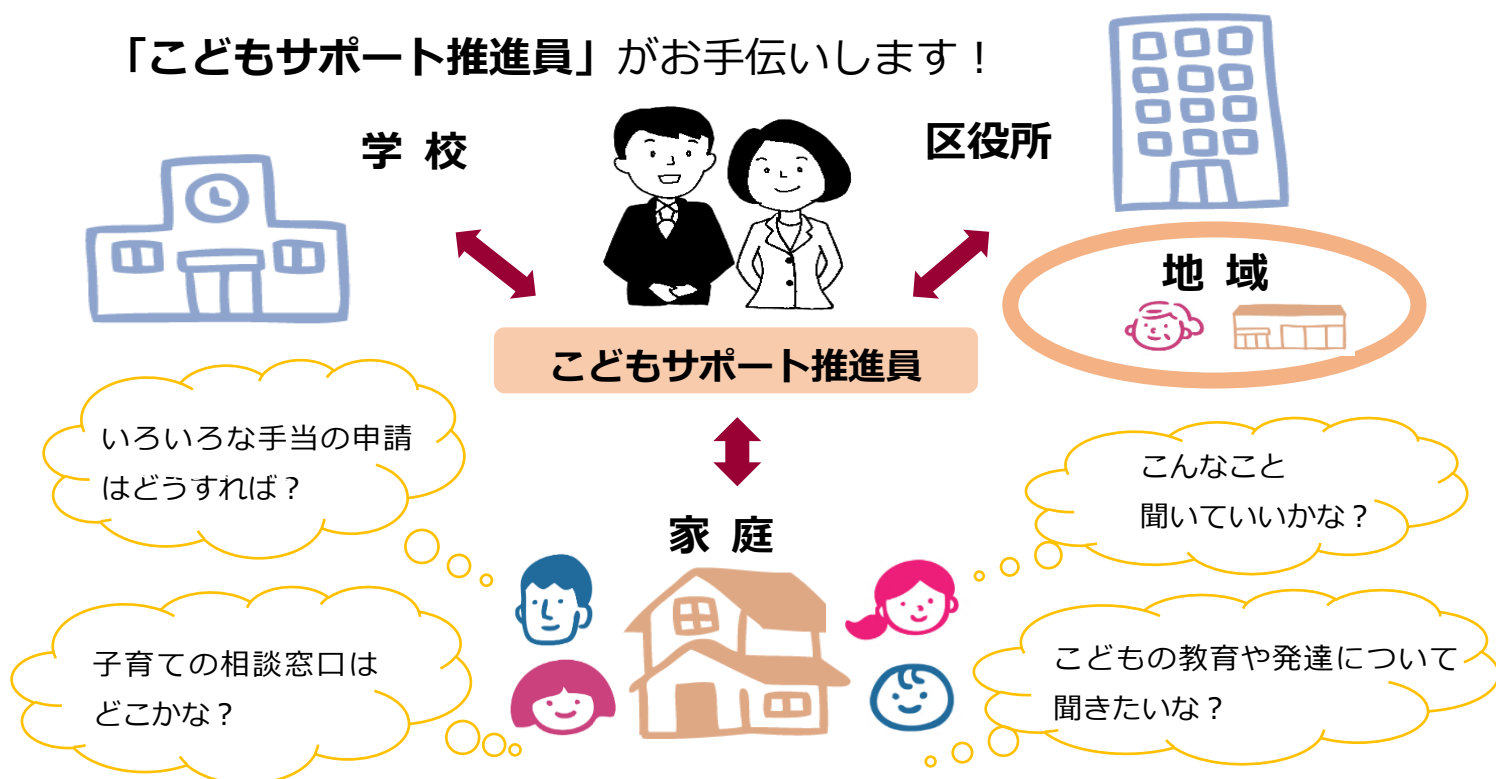 「こどもサポート推進員」がお手伝いします！
学 校
区役所
地 域
こどもサポート推進員
いろいろな手当の申請
はどうすれば？
こんなこと
聞いていいかな？
家 庭
子育ての相談窓口は
どこかな？
こどもの教育や発達について
聞きたいな？